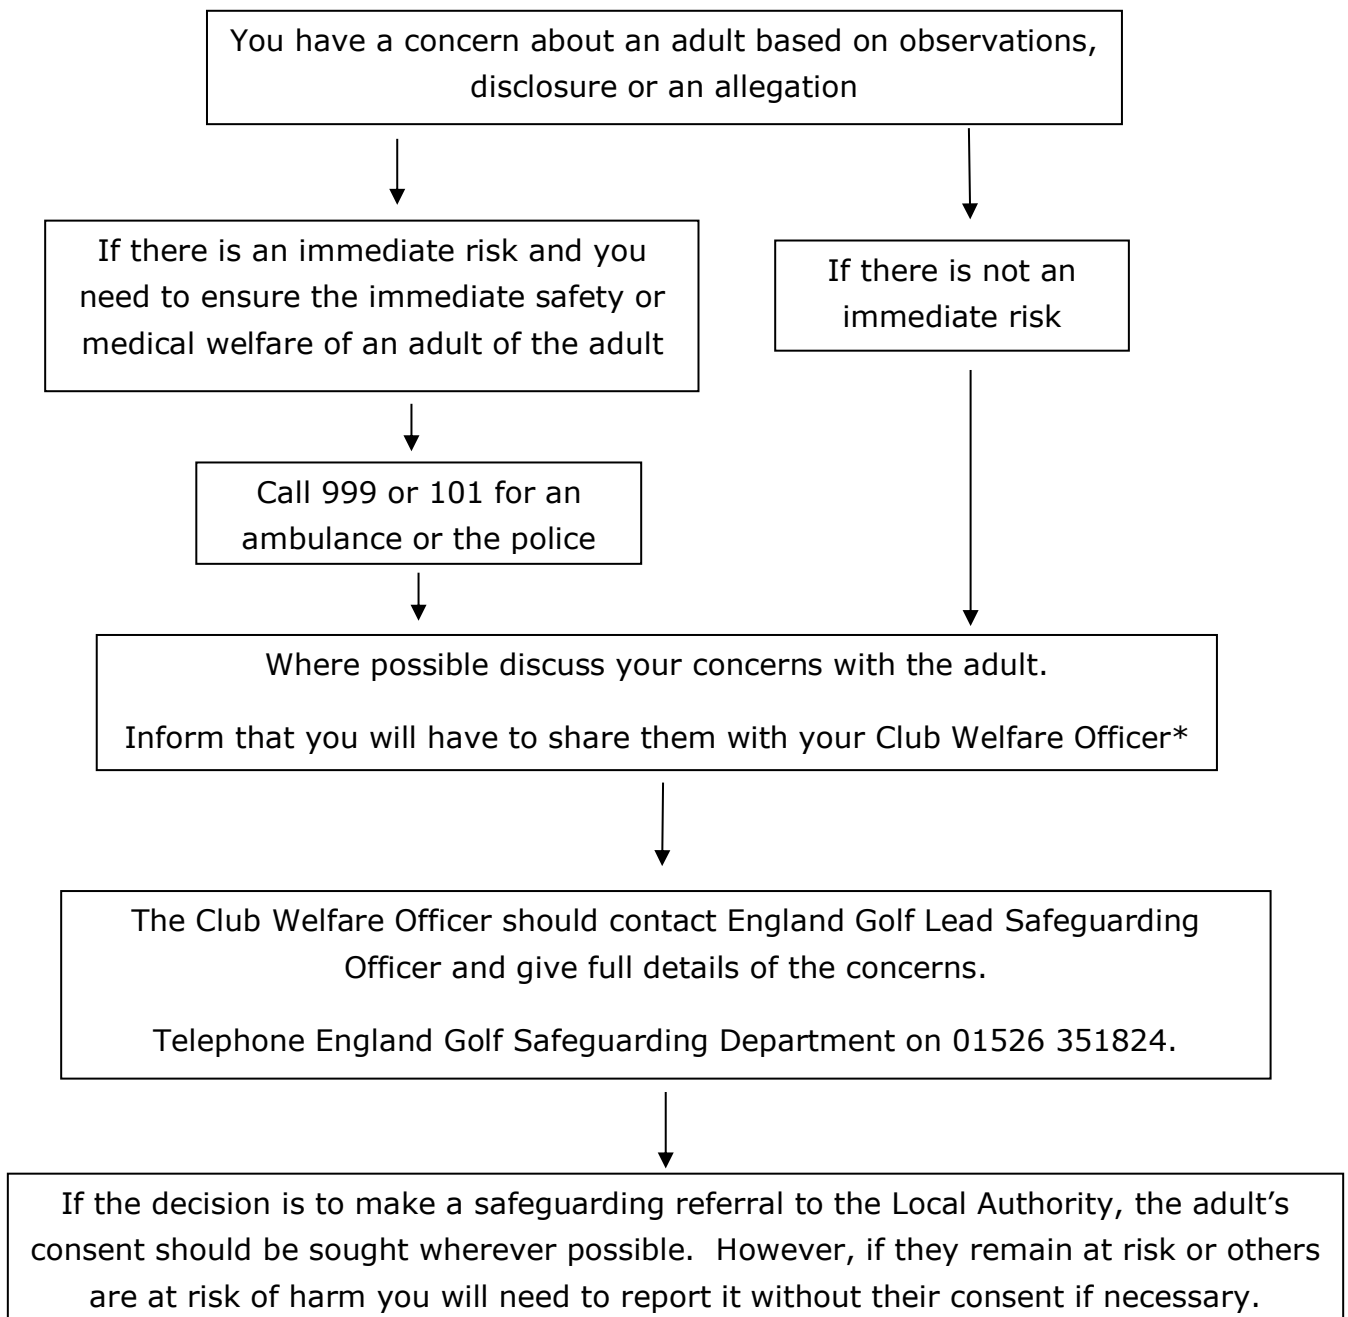 You have a concern about an adult based on observations,
disclosure or an allegation
If there is an immediate risk and you
need to ensure the immediate safety or
medical welfare of an adult of the adult
If there is not an
immediate risk
Call 999 or 101 for an
ambulance or the police
Where possible discuss your concerns with the adult.
Inform that you will have to share them with your Club Welfare Officer*
The Club Welfare Officer should contact England Golf Lead Safeguarding
Officer and give full details of the concerns.
Telephone England Golf Safeguarding Department on 01526 351824.
If the decision is to make a safeguarding referral to the Local Authority, the adult’s
consent should be sought wherever possible.  However, if they remain at risk or others
are at risk of harm you will need to report it without their consent if necessary.